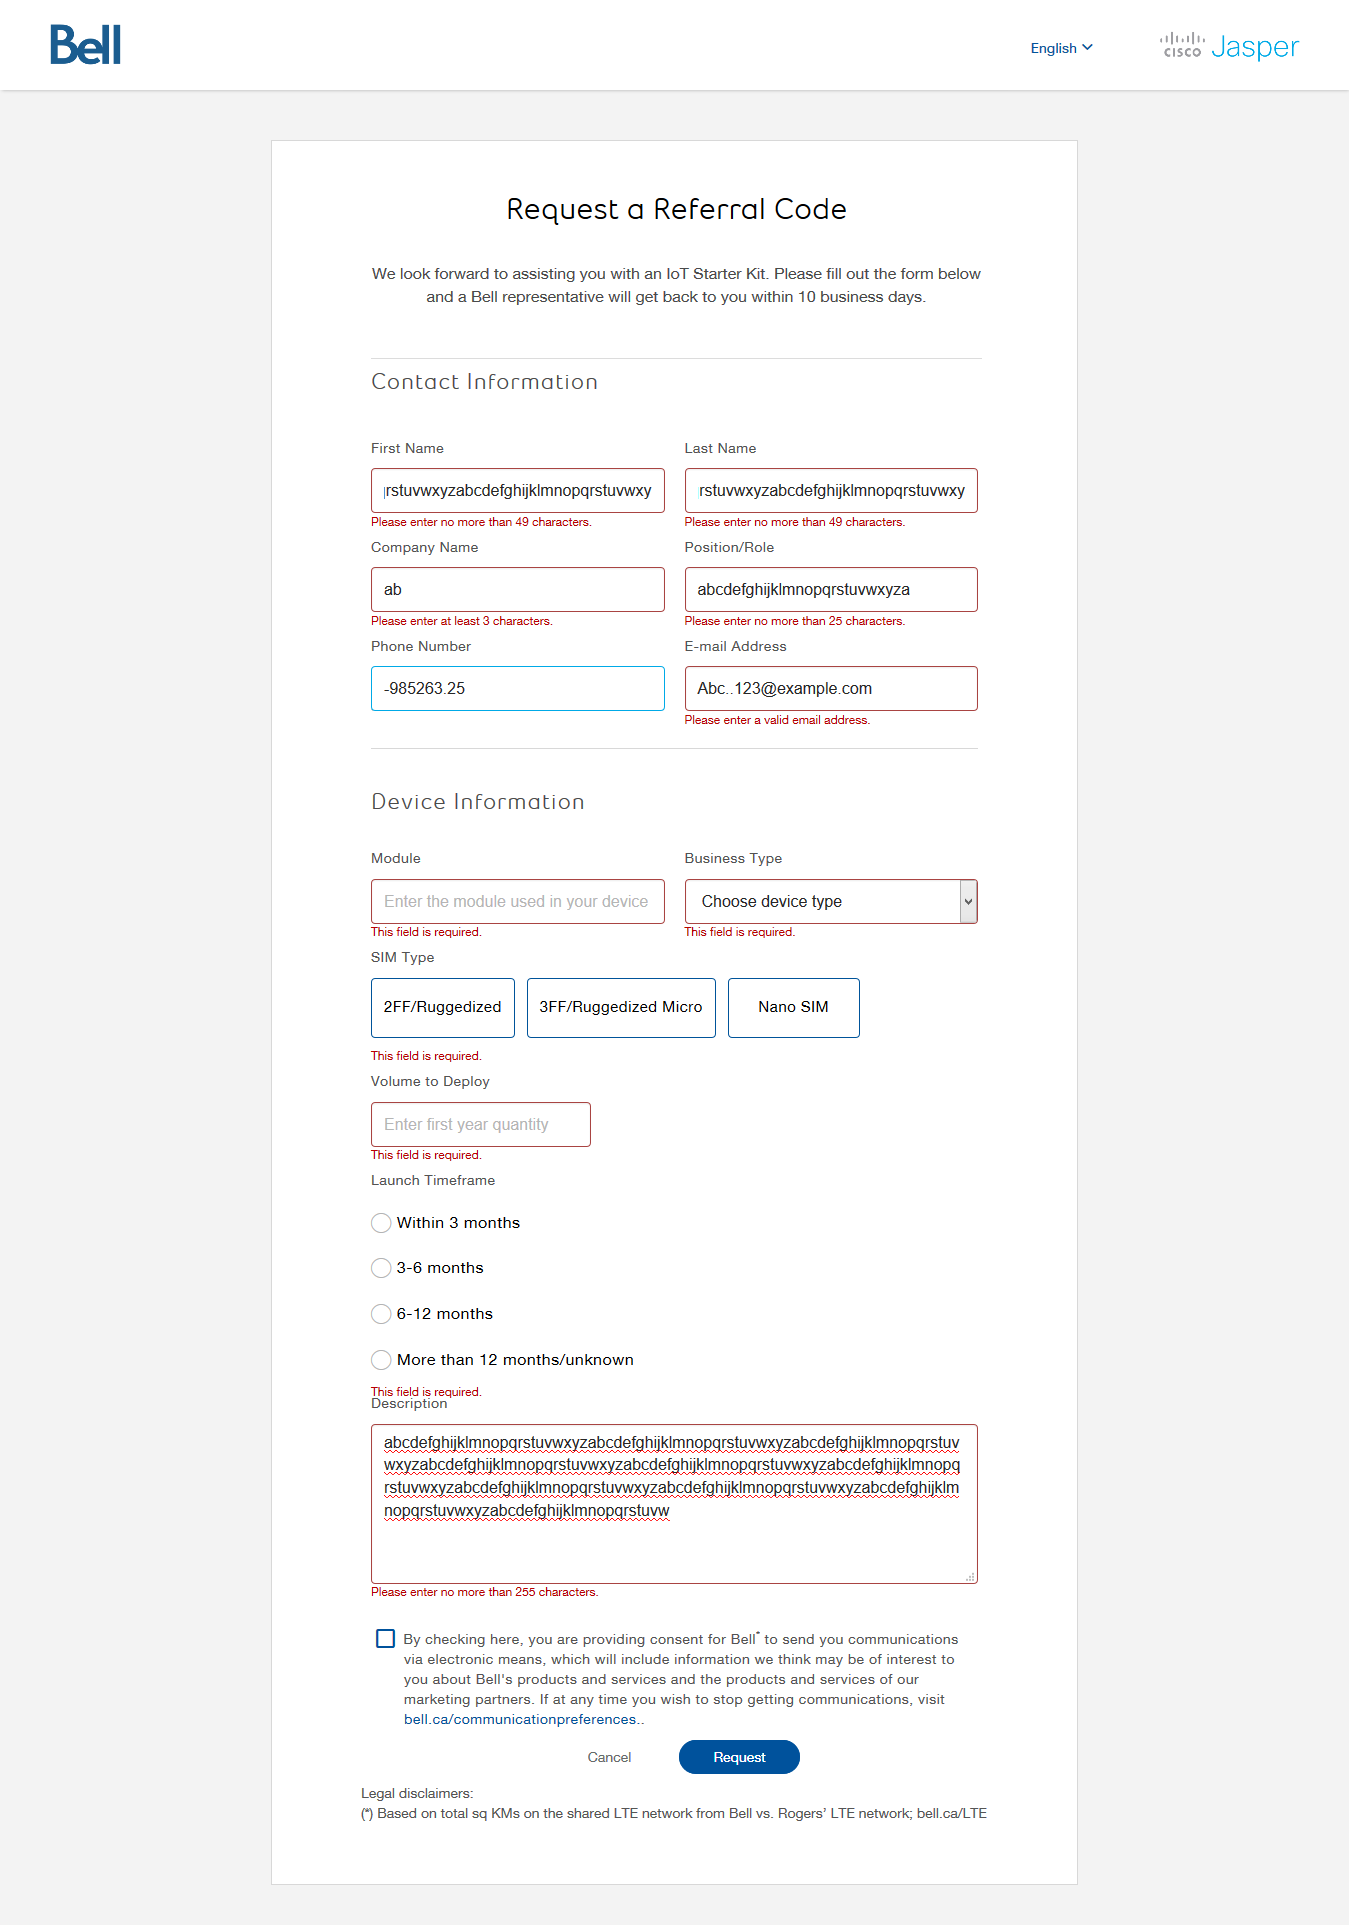 Bell
English
CISCO Jasper
Request a Referral Code
We look forward to assisting you with an IoT Starter Kit. Please fill out the form below
and a Bell representative will get back to you within 10 business days.
Contact Information
First Name
Last Name
rstuvwxyzabcdefghijklmnopqrstuvwxy
rstuvwxyzabcdefghijklmnopqrstuvwxy
Please enter no more than 49 characters.
Please enter no more than 49 characters.
Company Name
Position/Role
ab
abcdefghijklmnopqrstuvwxyza
Please enter at least 3 characters.
Please enter no more than 25 characters.
Phone Number
E-mail Address
-985263.25
Abc..123@example.com
Please enter a valid email address.
Device Information
Module
Business Type
Enter the module used in your device
Choose device type
This field is required.
This field is required.
SIM Type
2FF/Ruggedized
3FF/Ruggedized Micro
Nano SIM
This field is required.
Volume to Deploy
Enter first year quantity
This field is required.
Launch Timeframe
Within 3 months
3-6 months
6-12 months
More than 12 months/unknown
This field is required.
Description
abcdefghijklmnopqrstuvwxyzabcdefghijklmnopqrstuvwxyzabcdefghijklmnopqrstuv
wxyzabcdefghijklmnopqrstuvwxyzabcdefghijklmnopqrstuvwxyzabcdefghijklmnopq
rstuvwxyzabcdefghijklmnopqrstuvwxyzabcdefghijklmnopqrstuvwxyzabcdefghijklm
nopqrstuvwxyzabcdefghijklmnopqrstuvw
Please enter no more than 255 characters.
By checking here, you are providing consent for Bell* to send you communications
via electronic means, which will include information we think may be of interest to
you about Bell's products and services and the products and services of our
marketing partners. If at any time you wish to stop getting communications, visit
bell.ca/communicationpreferences..
Cancel
Request
Legal disclaimers:
(*) Based on total sq KMs on the shared LTE network from Bell vs. Rogers’ LTE network; bell.ca/LTE